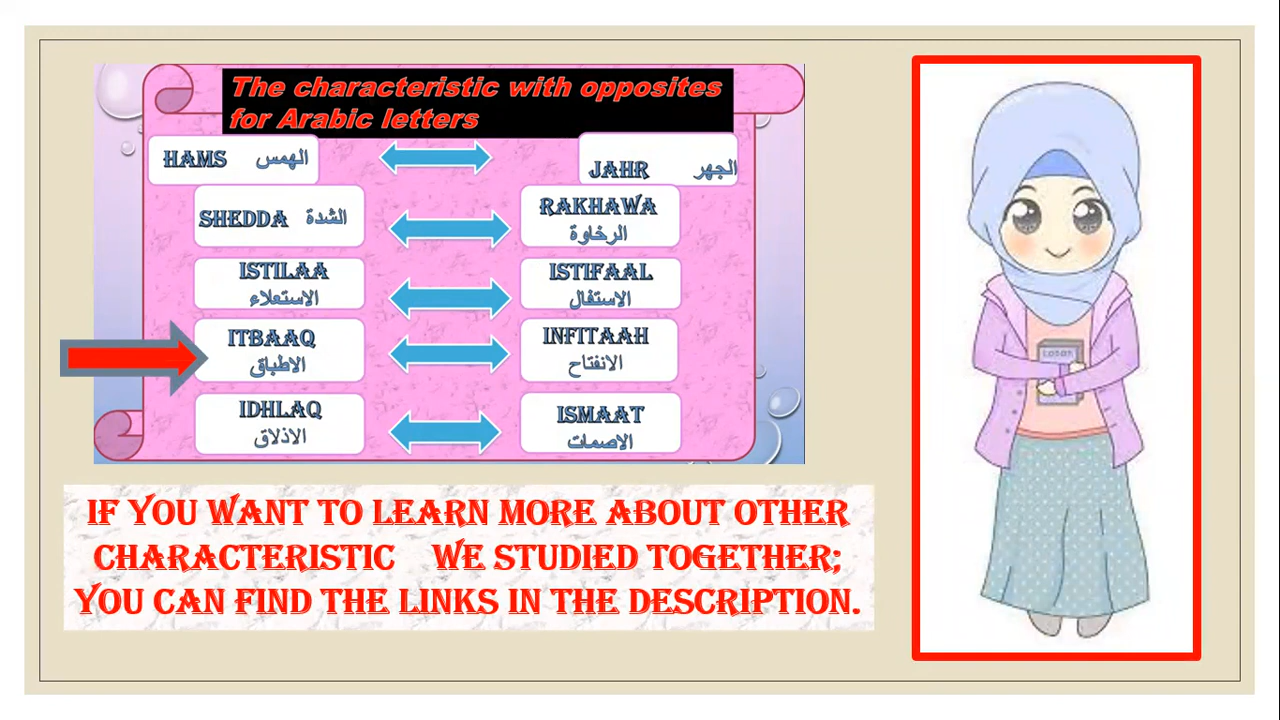 The characteristic with opposites
for Arabic letters
HAMS الهمس
JAHR الجهر
SHEDDA الشدة
RAKHAWA
الرخاوة
ISTILAA
الاستعلاء
ISTIFAAL
الاستفال
ITBAAQ
الاطباق
INFITAAH
الانفتاح
IDHLAQ
الاذلاق
ISMAAT
الاصمات
IF YOU WANT TO LEARN MORE ABOUT OTHER
CHARACTERISTIC WE STUDIED TOGETHER;
YOU CAN FIND THE LINKS IN THE DESCRIPTION.